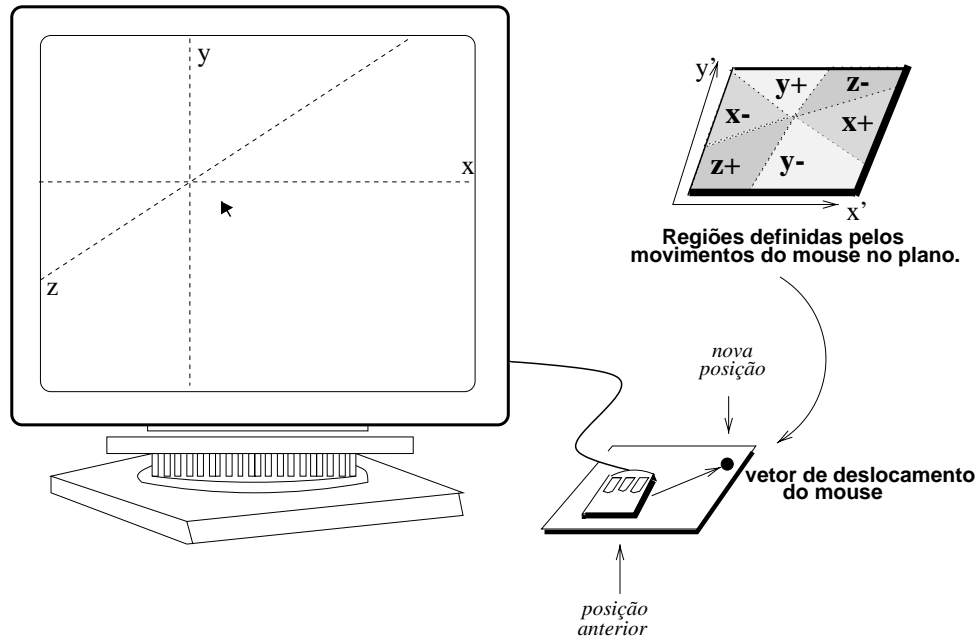 y
x
z
y'
y+
z-
x-
x+
z+
y-
x'
Regiões definidas pelos
movimentos do mouse no plano.
nova
posição
vetor de deslocamento
do mouse
posição
anterior